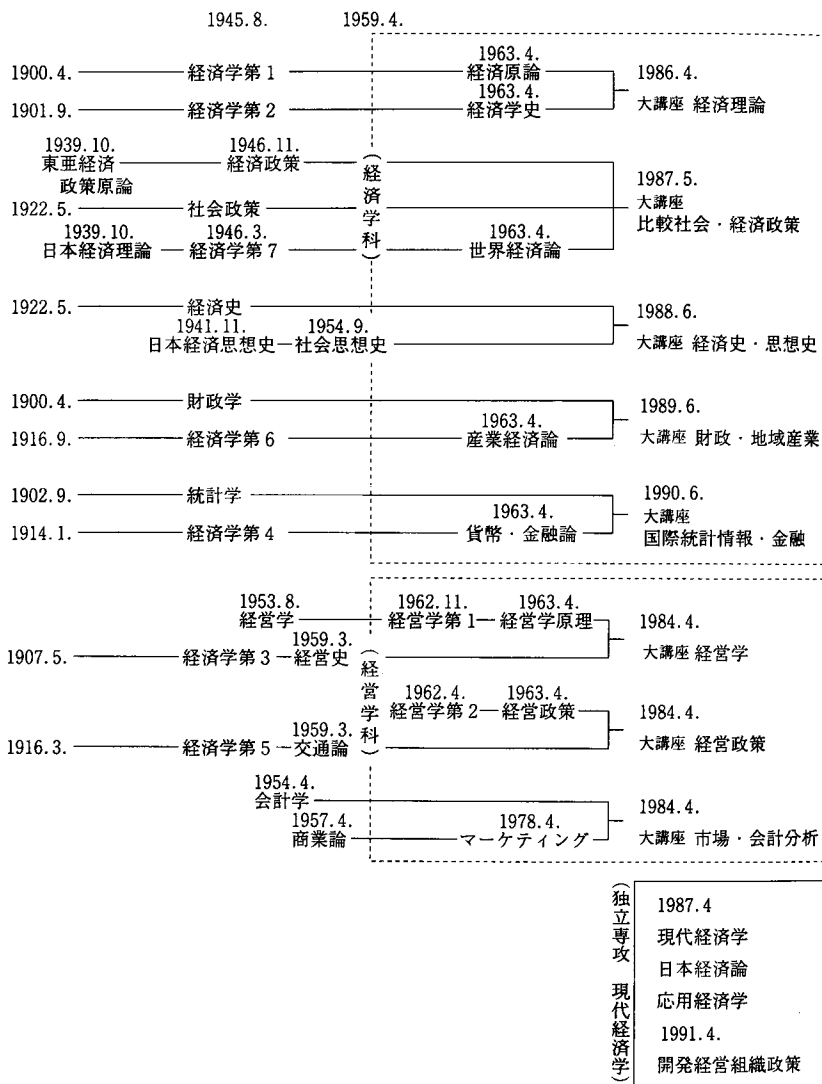 1945.8. 1959.4.
1963.4.
1900.4. 経済学第1 経済原論 1986.4.
1963.4.
1901.9. 経済学第2 経済学史 大講座 経済理論
1939.10. 1946.11.
東亜経済 経済政策
政策原論
(経済学科)
1987.5.
大講座
1922.5. 社会政策 比較社会・経済政策
1939.10. 1946.3. 1963.4.
日本経済理論 経済学第7 世界経済論
1922.5. 経済史 1988.6.
1941.11. 1954.9.
日本経済思想史 社会思想史 大講座 経済史・思想史
1900.4. 財政学 1989.6.
1963.4.
1916.9. 経済学第6 産業経済論 大講座 財政・地域産業
1902.9. 統計学 1990.6.
1963.4. 大講座
1914.1. 経済学第4 貨幣・金融論 国際統計情報・金融
1953.8. 1962.11. 1963.4.
経営学 経営学第1 経営学原理 1984.4.
1959.3.
1907.5. 経済学第3 経営史 大講座 経営学
(経営学科)
1962.4. 1963.4.
経営学第2 経営政策 1984.4.
1959.3.
1916.3. 経済学第5 交通論 大講座 経営政策
1954.4.
会計学 1984.4.
1957.4. 1978.4.
商業論 マーケティング 大講座 市場・会計分析
(独立専攻 現代経済学)
1987.4
現代経済学
日本経済論
応用経済学
1991.4.
開発経営組織政策